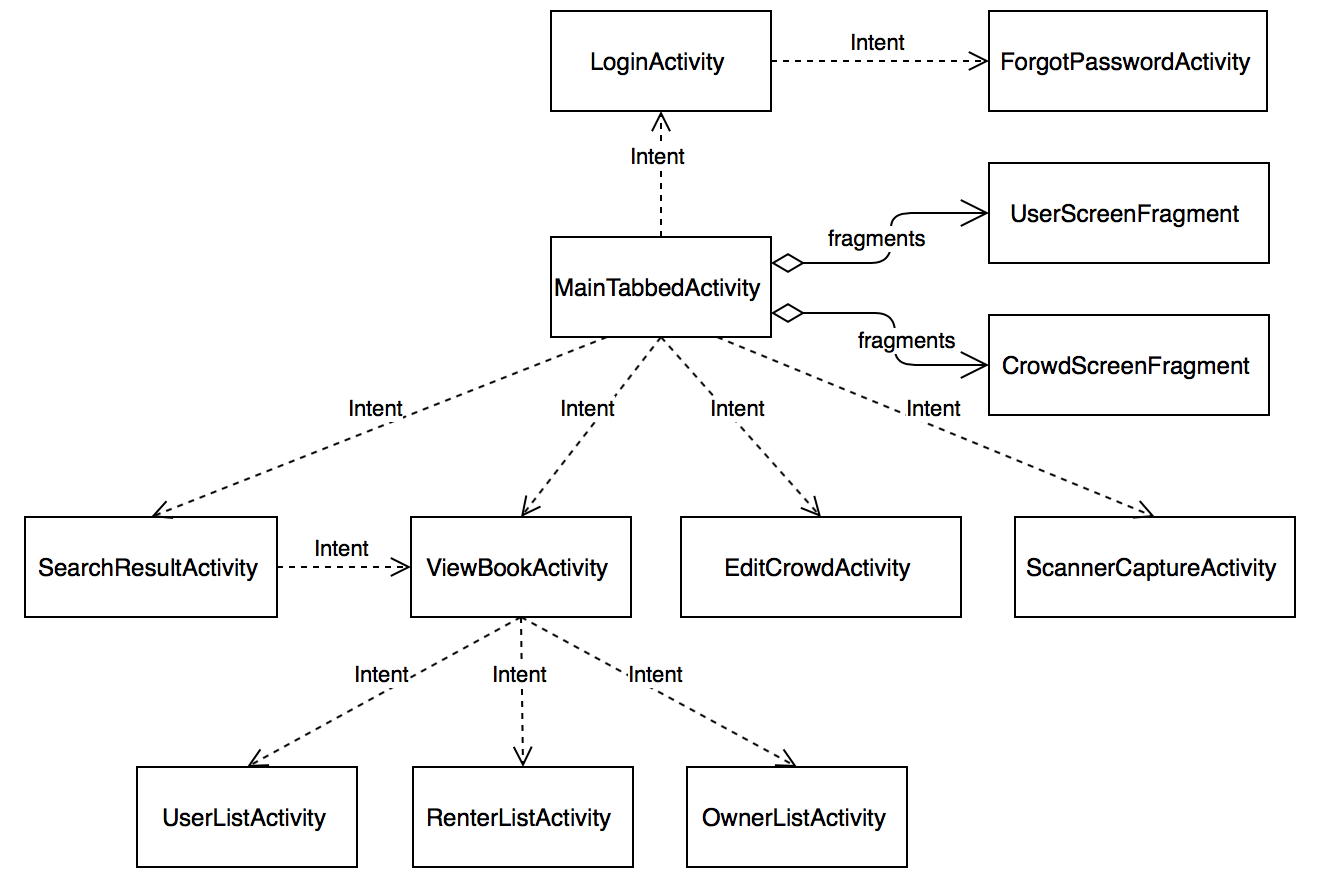 LoginActivity
Intent
ForgotPasswordActivity
Intent
UserScreenFragment
fragments
MainTabbedActivity
fragments
CrowdScreenFragment
Intent
Intent
Intent
Intent
SearchResultActivity
Intent
ViewBookActivity
EditCrowdActivity
ScannerCaptureActivity
Intent
Intent
Intent
UserListActivity
RenterListActivity
OwnerListActivity